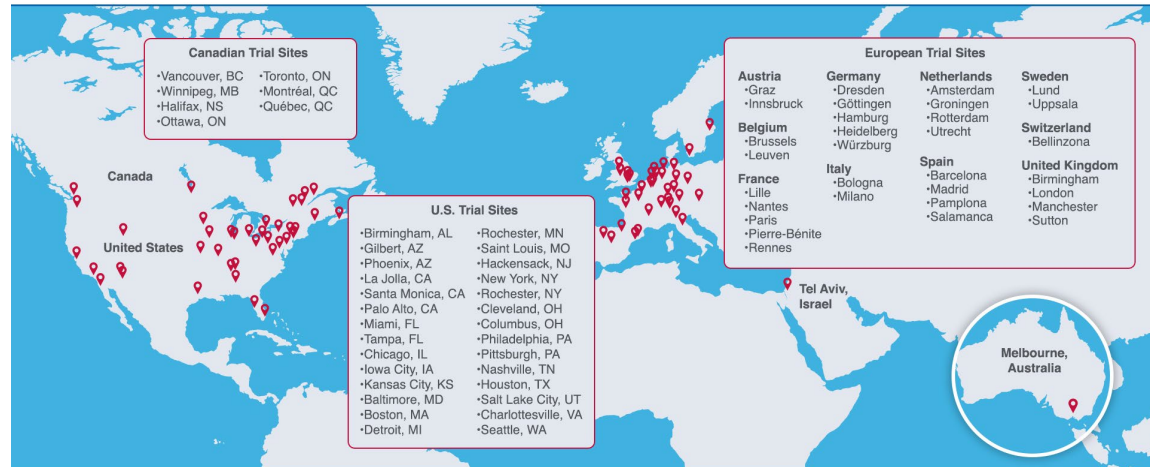 Canadian Trial Sites
•Vancouver, BC
•Winnipeg, MB
•Halifax, NS
•Ottawa, ON
•Toronto, ON
•Montréal, QC
•Québec, QC
Canada
United States
U.S. Trial Sites
•Birmingham, AL
•Gilbert, AZ
•Phoenix, AZ
•La Jolla, CA
•Santa Monica, CA
•Palo Alto, CA
•Miami, FL
•Tampa, FL
•Chicago, IL
•Iowa City, IA
•Kansas City, KS
•Baltimore, MD
•Boston, MA
•Detroit, MI
•Rochester, MN
•Saint Louis, MO
•Hackensack, NJ
•New York, NY
•Rochester, NY
•Cleveland, OH
•Columbus, OH
•Philadelphia, PA
•Pittsburgh, PA
•Nashville, TN
•Houston, TX
•Salt Lake City, UT
•Charlottesville, VA
•Seattle, WA
European Trial Sites
Austria
•Graz
•Innsbruck
Belgium
•Brussels
•Leuven
France
•Lille
•Nantes
•Paris
•Pierre-Bénite
•Rennes
Germany
•Dresden
•Göttingen
•Hamburg
•Heidelberg
•Würzburg
Italy
•Bologna
•Milano
Netherlands
•Amsterdam
•Groningen
•Rotterdam
•Utrecht
Spain
•Barcelona
•Madrid
•Pamplona
•Salamanca
Sweden
•Lund
•Uppsala
Switzerland
•Bellinzona
United Kingdom
•Birmingham
•London
•Manchester
•Sutton
Tel Aviv,
Israel
Melbourne,
Australia